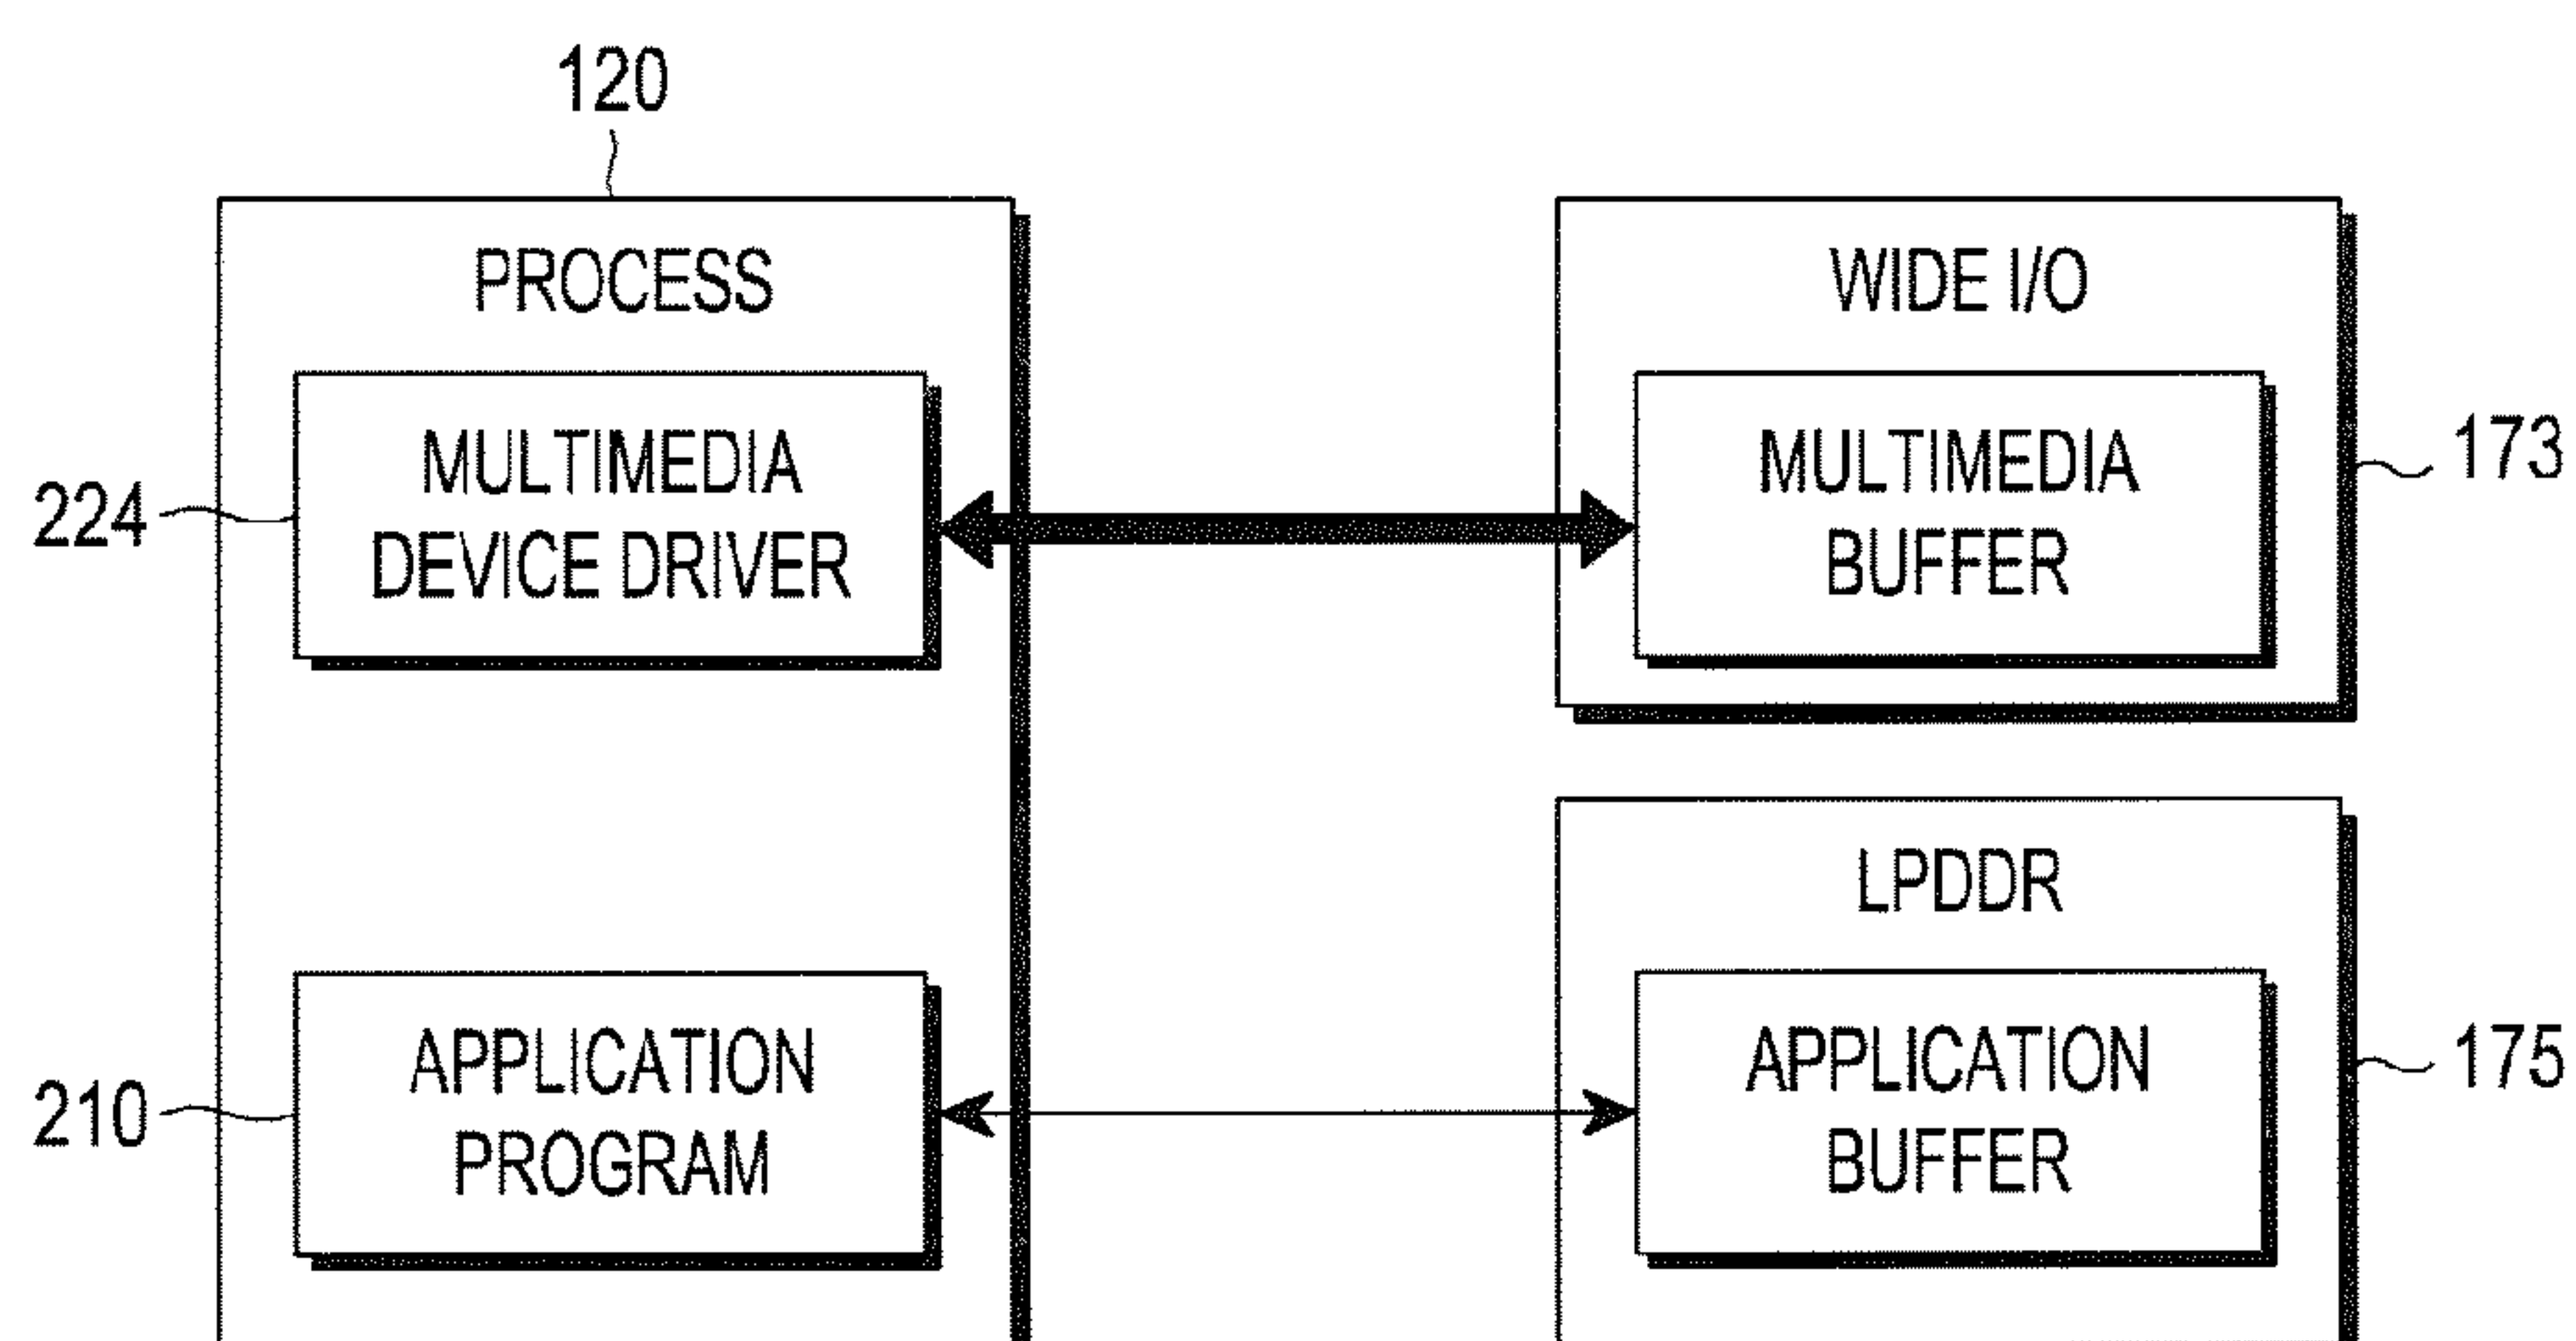 120
PROCESS
WIDE I/O
MULTIMEDIA
DEVICE DRIVER
224
MULTIMEDIA
BUFFER
173
LPDDR
APPLICATION
PROGRAM
210
APPLICATION
BUFFER
175